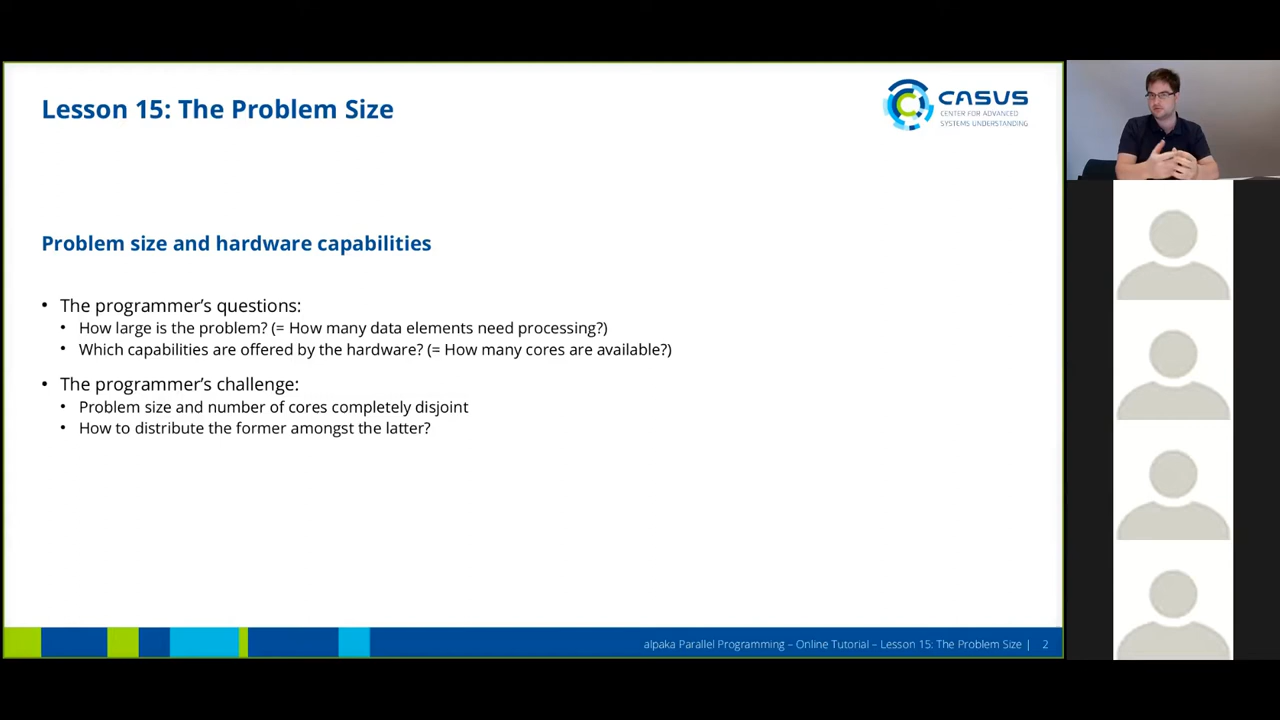 Lesson 15: The Problem Size
CASUS
CENTER FOR ADVANCED
SYSTEMS UNDERSTANDING
Problem size and hardware capabilities
• The programmer's questions:
• How large is the problem? (= How many data elements need processing?)
• Which capabilities are offered by the hardware? (= How many cores are available?)
• The programmer's challenge:
• Problem size and number of cores completely disjoint
• How to distribute the former amongst the latter?
alpaka Parallel Programming – Online Tutorial – Lesson 15: The Problem Size | 2